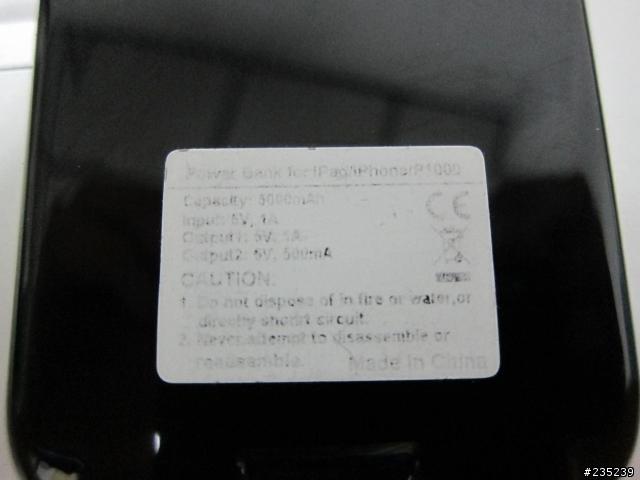 Power Bank for iPad/iPhone/P1000
Capacity: 5000mAh
Input: 5V, 1A
Output1: 5V, 1A
Output2: 5V, 500mA
CE
CAUTION:
1. Do not dispose of in fire or water,or
directly short circuit.
2. Never attempt to disassemble or
reassemble.
Made in China
#235239